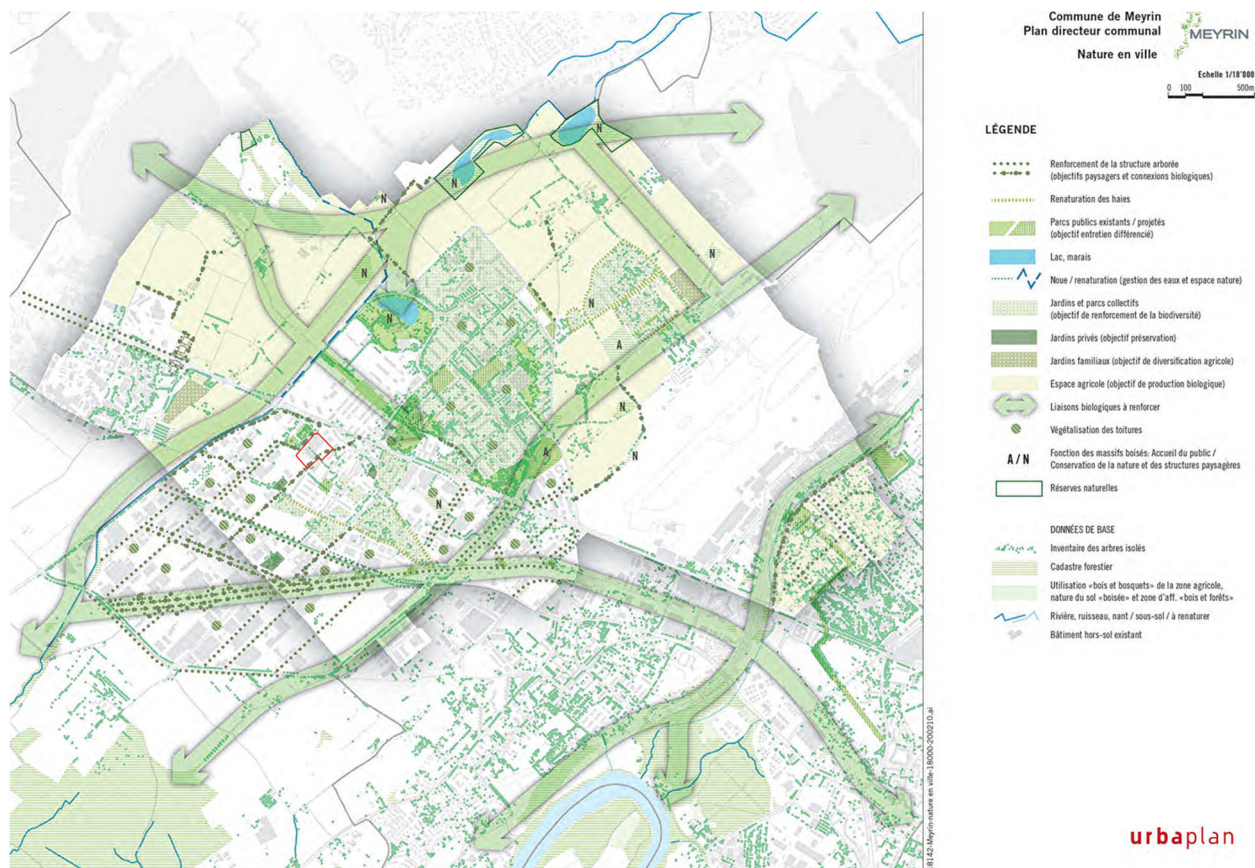 Commune de Meyrin
Plan directeur communal
Nature en ville
MEYRIN
Echelle 1/18'000
0 100 500m
LÉGENDE
Renforcement de la structure arborée
(objectifs paysagers et connexions biologiques)
Renaturation des haies
Parcs publics existants / projetés
(objectif entretien différencié)
Lac, marais
Noue / renaturation (gestion des eaux et espace nature)
Jardins et parcs collectifs
(objectif de renforcement de la biodiversité)
Jardins privés (objectif préservation)
Jardins familiaux (objectif de diversification agricole)
Espace agricole (objectif de production biologique)
Liaisons biologiques à renforcer
Végétalisation des toitures
A / N
Fonction des massifs boisés: Accueil du public /
Conservation de la nature et des structures paysagères
Réserves naturelles
DONNÉES DE BASE
Inventaire des arbres isolés
Cadastre forestier
Utilisation «bois et bosquets» de la zone agricole,
nature du sol «boisée» et zone d'aff. «bois et forêts»
Rivière, ruisseau, nant / sous-sol / à renaturer
Bâtiment hors-sol existant
18142-Meyrin-nature en ville-18000-200210.ai
urbaplan
N
N
N
N
N
N
N
A
N
A
N
N